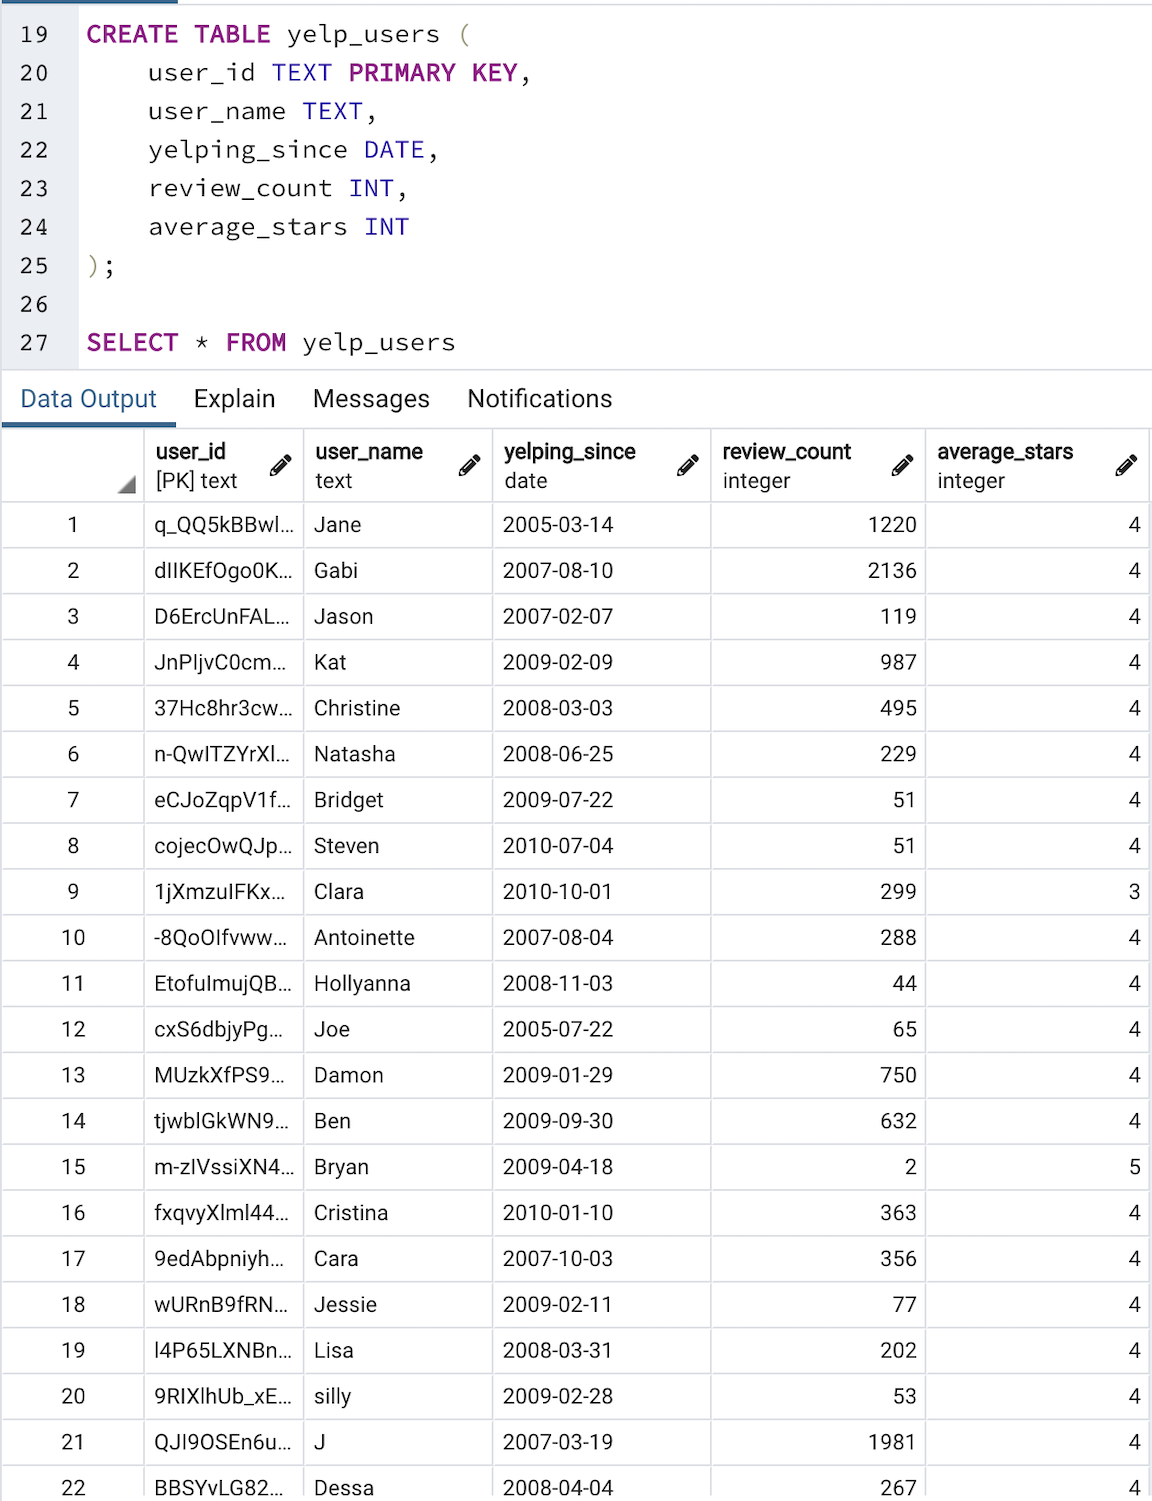 19 CREATE TABLE yelp_users (
20 user_id TEXT PRIMARY KEY,
21 user_name TEXT,
22 yelping_since DATE,
23 review_count INT,
24 average_stars INT
25 );
26
27 SELECT * FROM yelp_users
Data Output Explain Messages Notifications
user_id user_name yelping_since review_count average_stars
[PK] text text date integer integer
1 q_QQ5kBBwl... Jane 2005-03-14 1220 4
2 dIIKEfOgo0K... Gabi 2007-08-10 2136 4
3 D6ErcUnFAL... Jason 2007-02-07 119 4
4 JnPIjvC0cm... Kat 2009-02-09 987 4
5 37Hc8hr3cw... Christine 2008-03-03 495 4
6 n-QwITZYrXl... Natasha 2008-06-25 229 4
7 eCJoZqpV1f... Bridget 2009-07-22 51 4
8 cojecOwQJp... Steven 2010-07-04 51 4
9 1jXmzuIFKx... Clara 2010-10-01 299 3
10 -8QoOIfvww... Antoinette 2007-08-04 288 4
11 EtofuImujQB... Hollyanna 2008-11-03 44 4
12 cxS6dbjyPg... Joe 2005-07-22 65 4
13 MUzkXfPS9... Damon 2009-01-29 750 4
14 tjwblGkWN9... Ben 2009-09-30 632 4
15 m-zIVssiXN4... Bryan 2009-04-18 2 5
16 fxqvyXlml44... Cristina 2010-01-10 363 4
17 9edAbpniyh... Cara 2007-10-03 356 4
18 wURnB9fRN... Jessie 2009-02-11 77 4
19 l4P65LXNBn... Lisa 2008-03-31 202 4
20 9RIXlhUb_xE... silly 2009-02-28 53 4
21 QJI9OSEn6u... J 2007-03-19 1981 4
22 BBSYvLG82... Dessa 2008-04-04 267 4